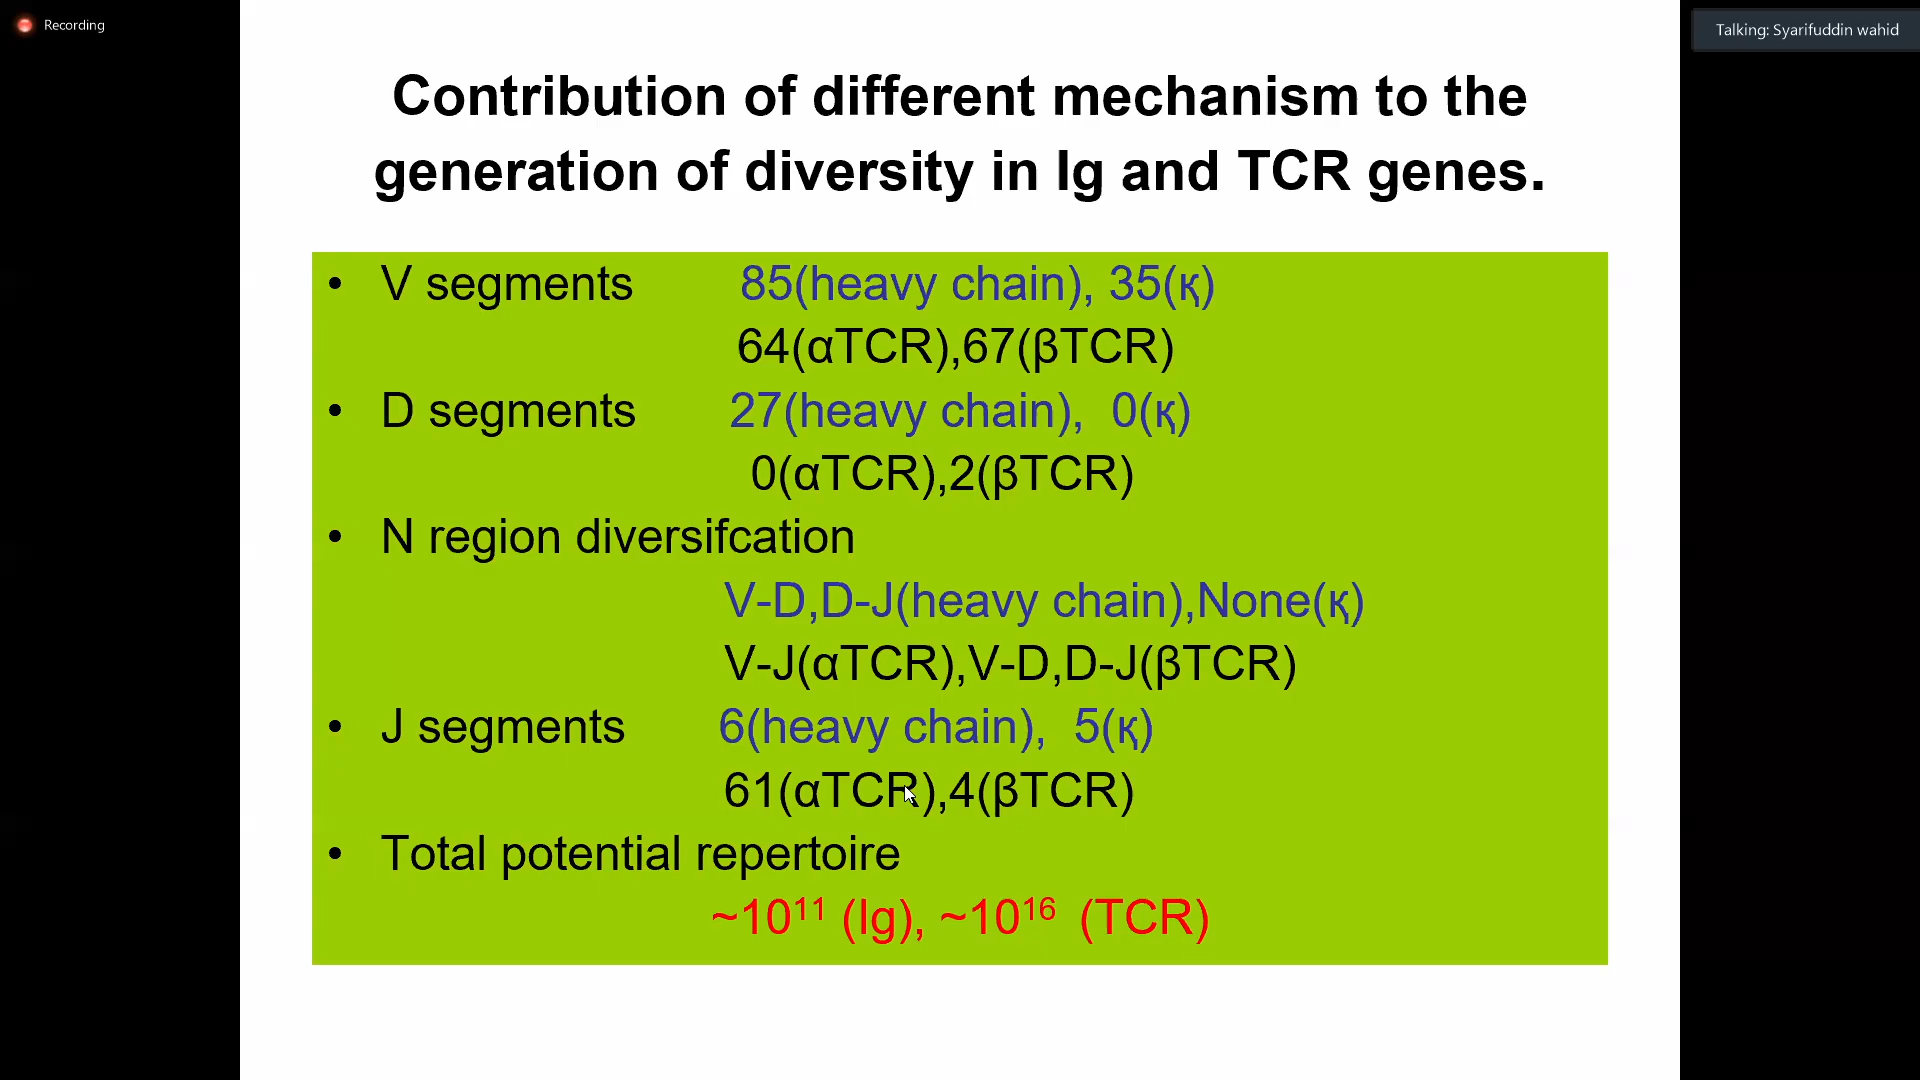 Recording
Talking: Syarifuddin wahid
Contribution of different mechanism to the
generation of diversity in Ig and TCR genes.
• V segments 85(heavy chain), 35(қ)
64(αTCR),67(βTCR)
• D segments 27(heavy chain), 0(қ)
0(αTCR),2(βTCR)
• N region diversifcation
V-D,D-J(heavy chain),None(қ)
V-J(αTCR),V-D,D-J(βTCR)
• J segments 6(heavy chain), 5(қ)
61(αTCR),4(βTCR)
• Total potential repertoire
~10¹¹ (Ig), ~10¹⁶ (TCR)